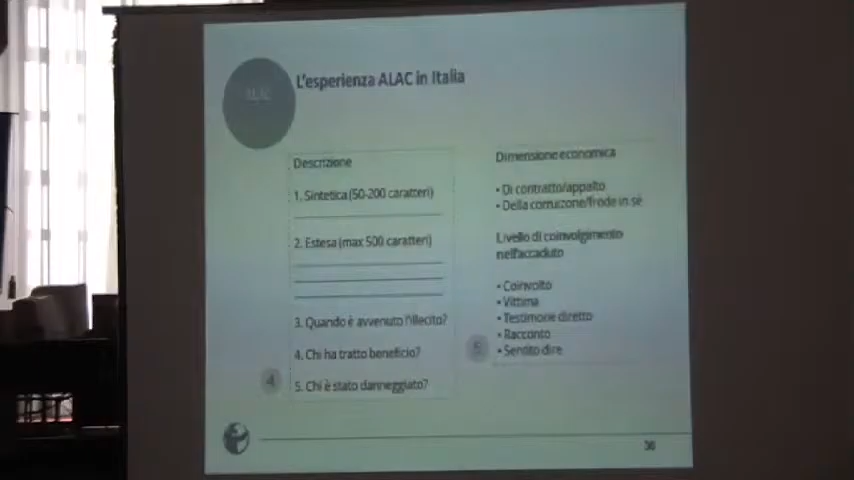 ALAC
L'esperienza ALAC in Italia
Descrizione
1. Sintetica (50-200 caratteri)
2. Estesa (max 500 caratteri)
3. Quando è avvenuto l'illecito?
4. Chi ha tratto beneficio?
5. Chi è stato danneggiato?
4
Dimensione economica
• Di contratto/appalto
• Della corruzione/frode in sé
Livello di coinvolgimento
nell'accaduto
• Coinvolto
• Vittima
• Testimone diretto
• Racconto
• Sentito dire
5